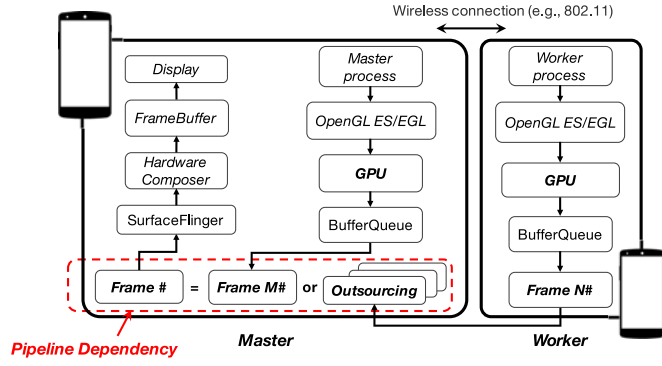 Wireless connection (e.g., 802.11)
Display
FrameBuffer
Hardware
Composer
SurfaceFlinger
Master
process
OpenGL ES/EGL
GPU
BufferQueue
Frame # = Frame M# or Outsourcing
Pipeline Dependency
Master
Worker
process
OpenGL ES/EGL
GPU
BufferQueue
Frame N#
Worker